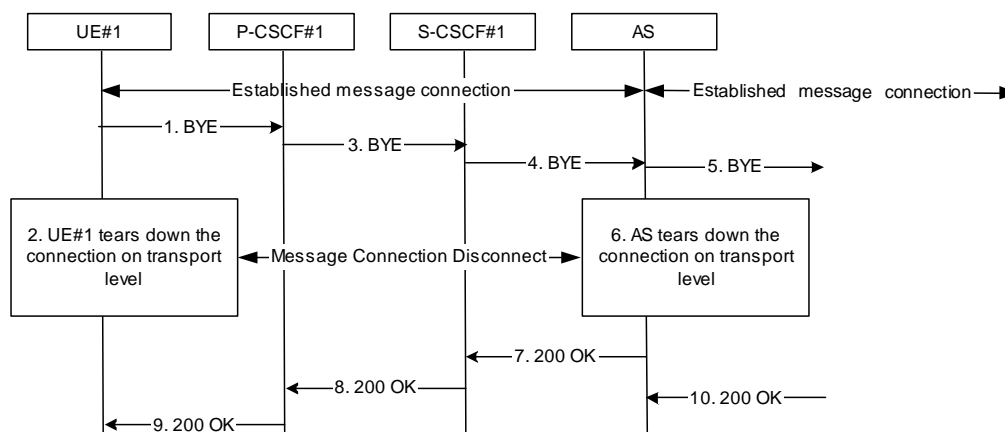 UE#1
P-CSCF#1
S-CSCF#1
AS
Established message connection
Established message connection
1. BYE
3. BYE
4. BYE
5. BYE
2. UE#1 tears down the
connection on transport
level
Message Connection Disconnect
6. AS tears down the
connection on transport
level
7. 200 OK
8. 200 OK
10. 200 OK
9. 200 OK